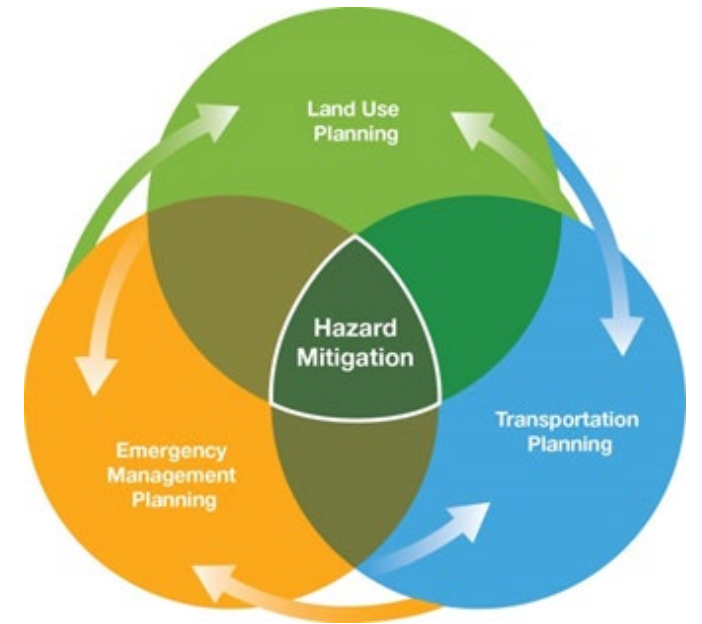 Land Use
Planning
Hazard
Mitigation
Transportation
Planning
Emergency
Management
Planning